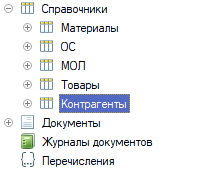 Справочники
Материалы
ОС
МОЛ
Товары
Контрагенты
Документы
Журналы документов
Перечисления